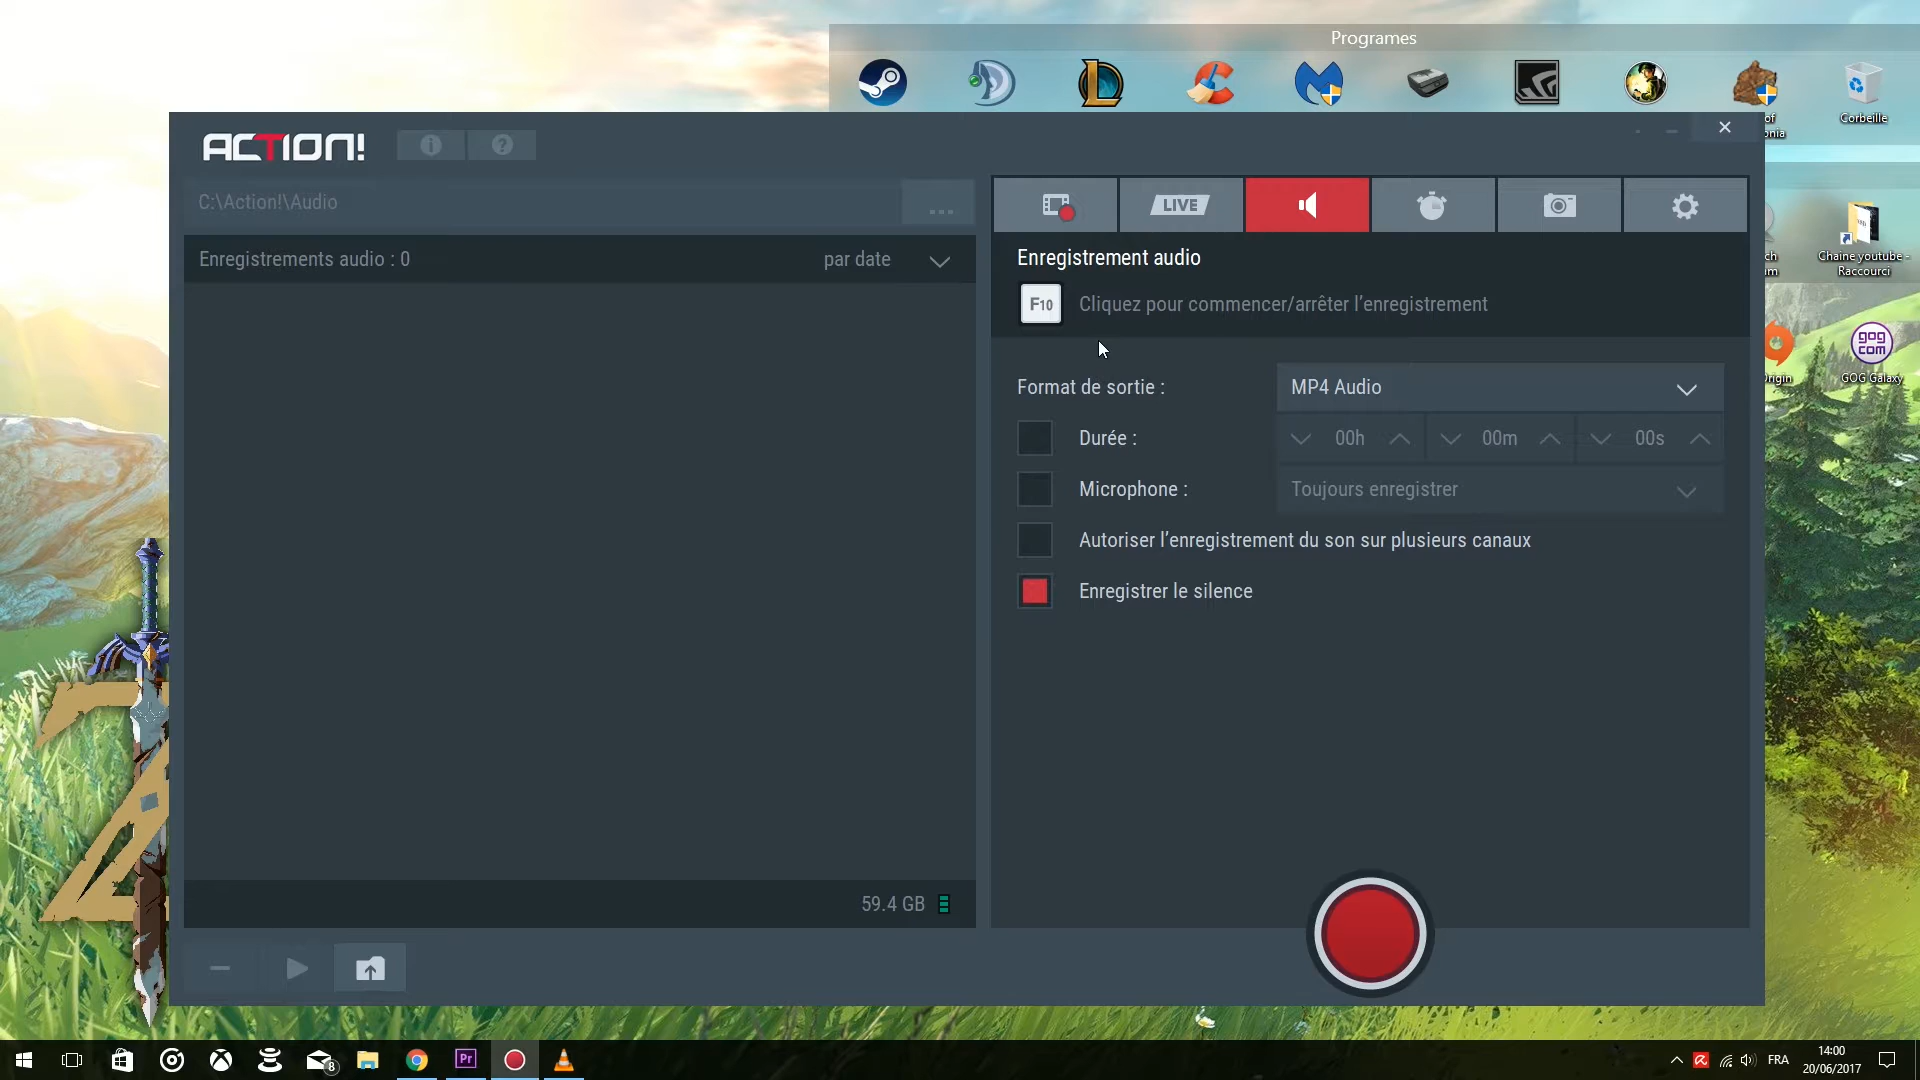 Programes
Corbeille
ACTION!
C:\Action!\Audio
...
LIVE
Enregistrements audio : 0
par date
Enregistrement audio
F10
Cliquez pour commencer/arrêter l'enregistrement
Chaine youtube -
Raccourci
Format de sortie :
MP4 Audio
gog
com
GOG Galaxy
Durée :
00h
00m
00s
Microphone :
Toujours enregistrer
Autoriser l'enregistrement du son sur plusieurs canaux
Enregistrer le silence
59.4 GB
8
Pr
FRA
14:00
20/06/2017